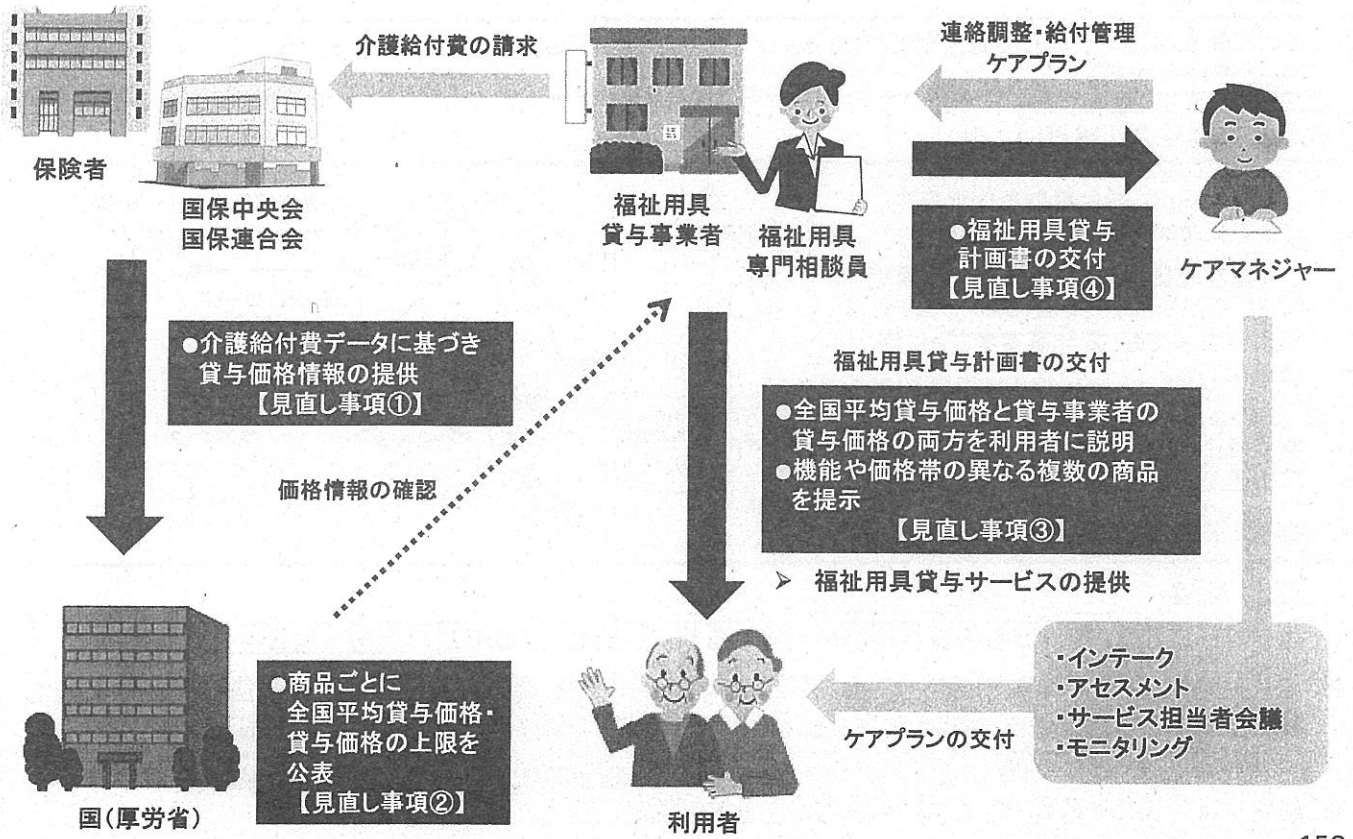 介護給付費の請求
連絡調整・給付管理
ケアプラン
保険者
国保中央会
国保連合会
福祉用具
貸与事業者
福祉用具
専門相談員
●福祉用具貸与
計画書の交付
【見直し事項④】
ケアマネジャー
●介護給付費データに基づき
貸与価格情報の提供
【見直し事項①】
福祉用具貸与計画書の交付
●全国平均貸与価格と貸与事業者の
貸与価格の両方を利用者に説明
●機能や価格帯の異なる複数の商品
を提示
【見直し事項③】
価格情報の確認
➢ 福祉用具貸与サービスの提供
●商品ごとに
全国平均貸与価格・
貸与価格の上限を
公表
【見直し事項②】
・インテーク
・アセスメント
・サービス担当者会議
・モニタリング
ケアプランの交付
国(厚労省)
利用者